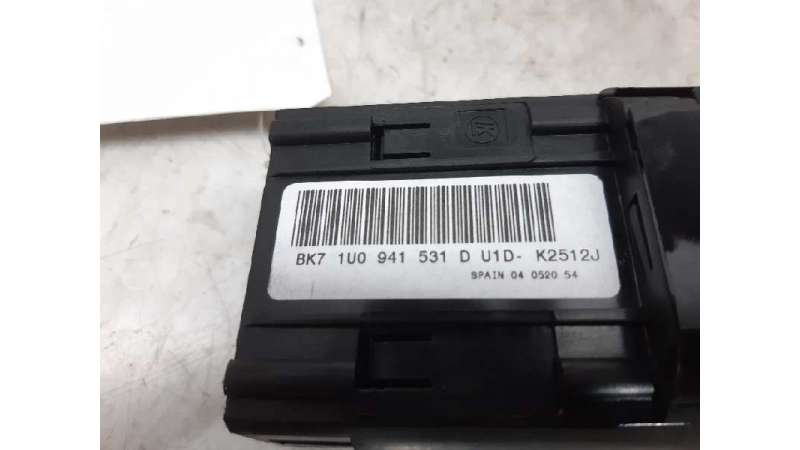 BK7 1U0 941 531 D U1D- K2512J
SPAIN 04 0520 54